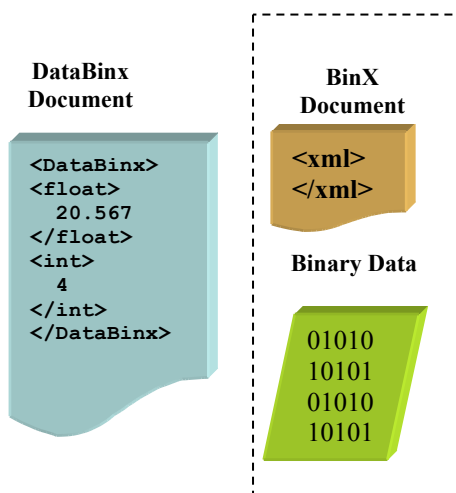 DataBinx
Document
<DataBinx>
<float>
20.567
</float>
<int>
4
</int>
</DataBinx>
BinX
Document
<xml>
</xml>
Binary Data
01010
10101
01010
10101